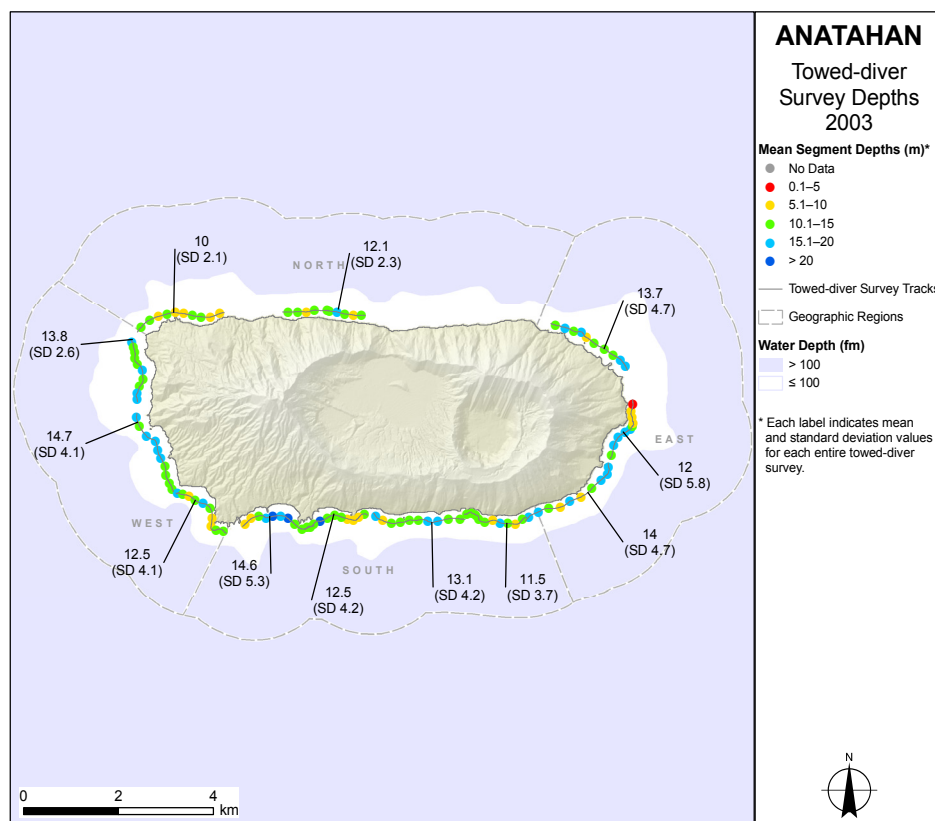 ANATAHAN
Towed-diver
Survey Depths
2003
Mean Segment Depths (m)*
No Data
0.1–5
5.1–10
10.1–15
15.1–20
> 20
Towed-diver Survey Tracks
Geographic Regions
Water Depth (fm)
> 100
≤ 100
* Each label indicates mean
and standard deviation values
for each entire towed-diver
survey.
N
10
(SD 2.1)
12.1
(SD 2.3)
NORTH
13.7
(SD 4.7)
13.8
(SD 2.6)
14.7
(SD 4.1)
EAST
12
(SD 5.8)
WEST
12.5
(SD 4.1)
14.6
(SD 5.3)
SOUTH
12.5
(SD 4.2)
13.1
(SD 4.2)
11.5
(SD 3.7)
14
(SD 4.7)
0 2 4
km